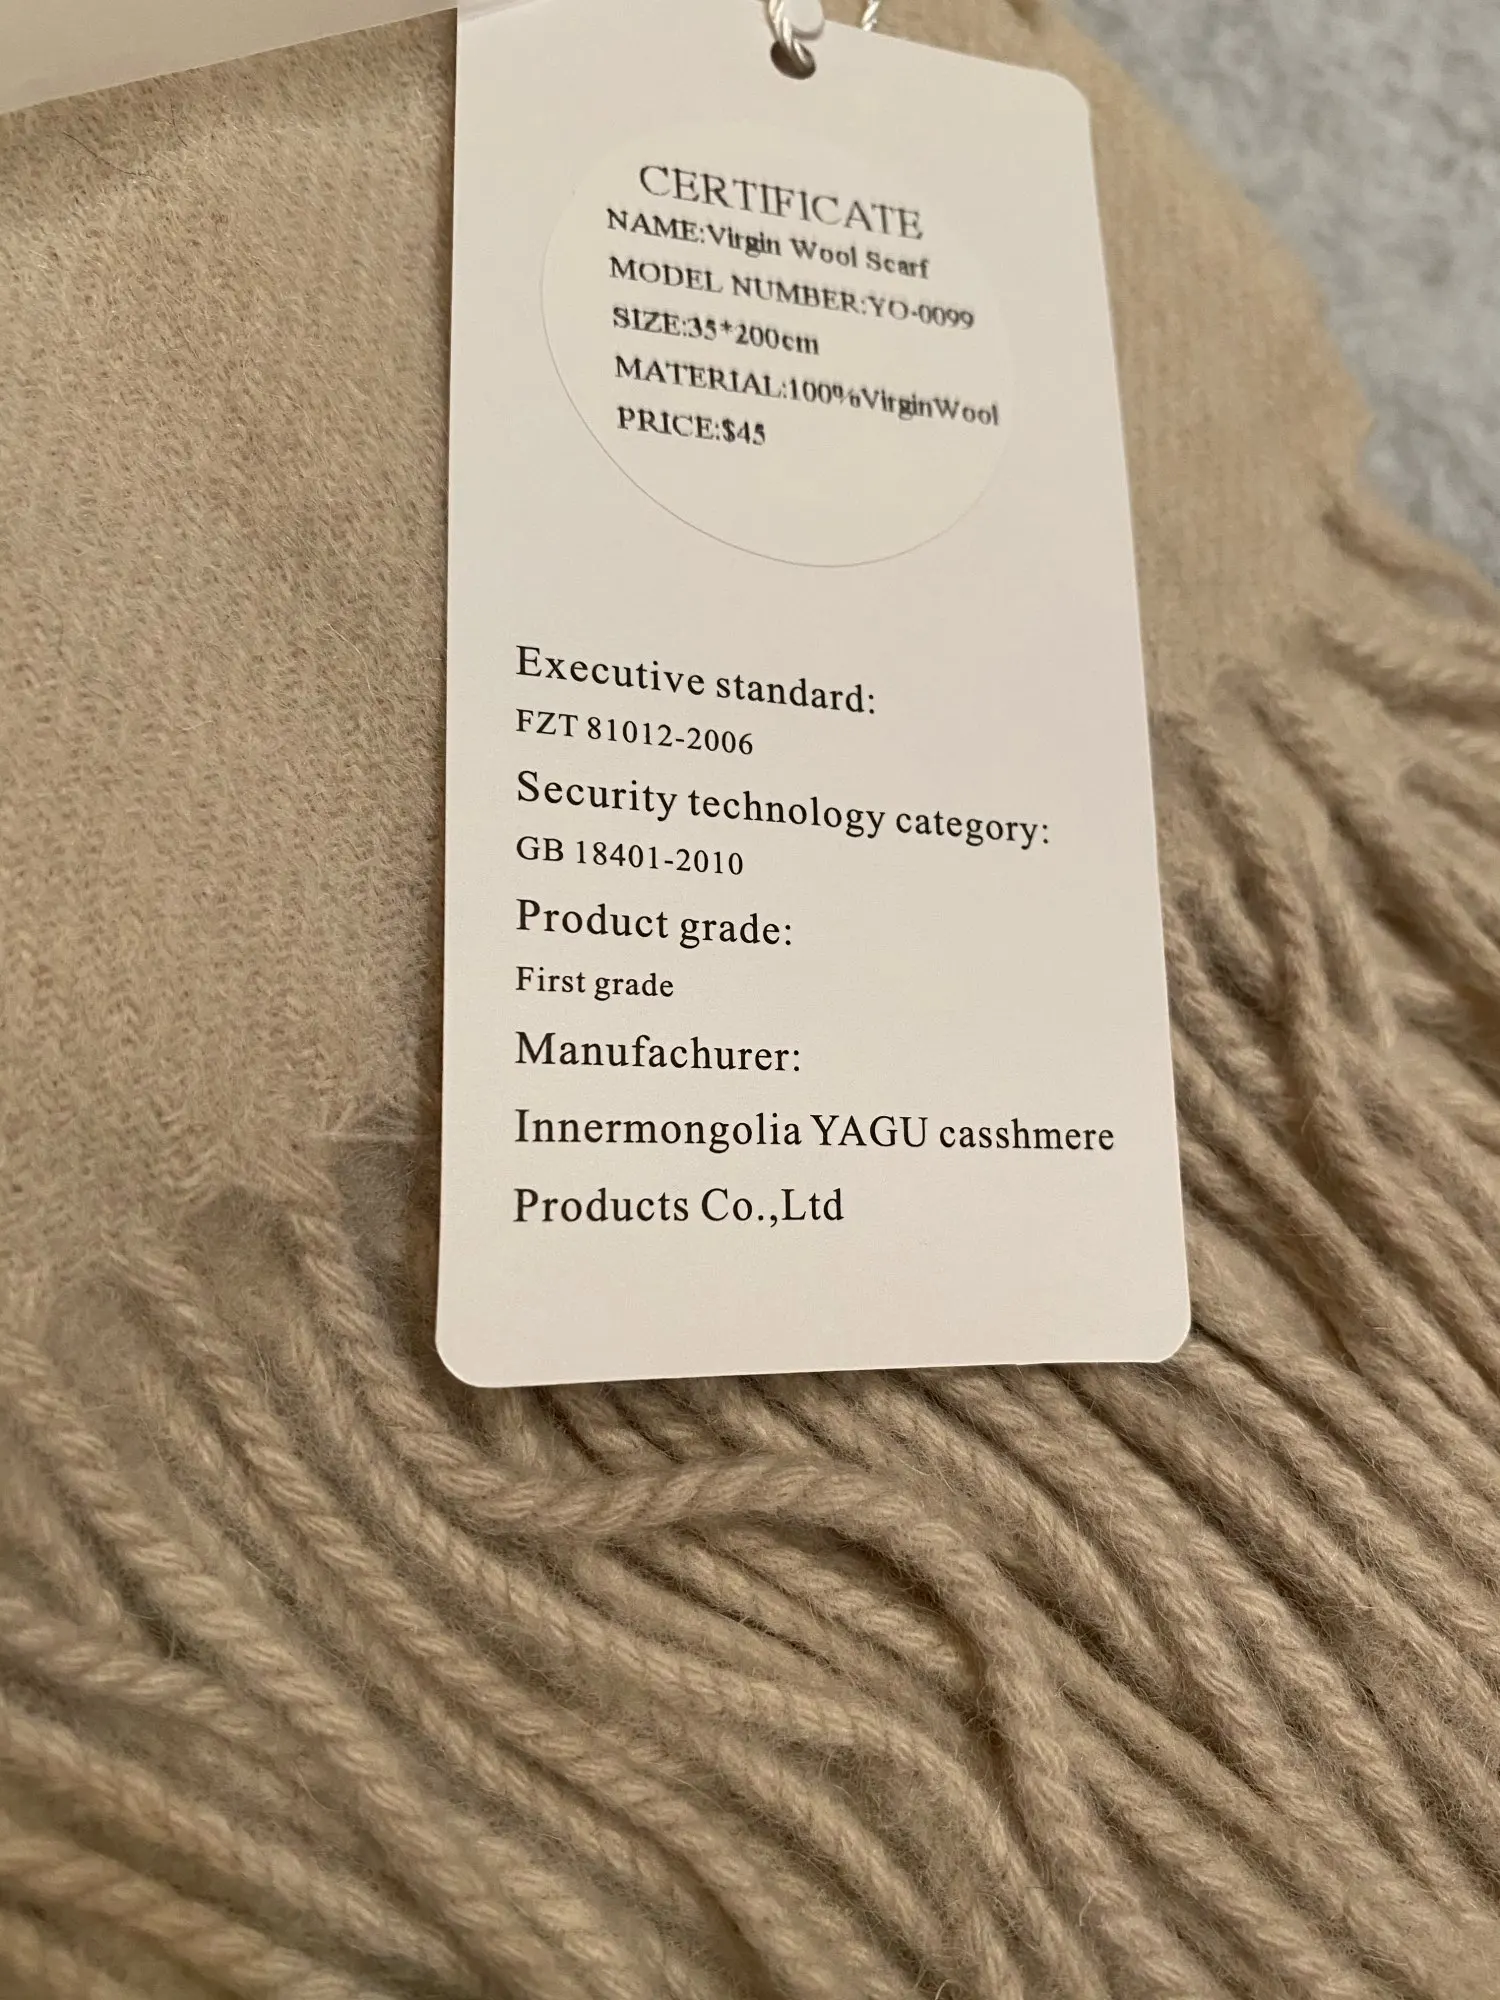 CERTIFICATE
NAME:Virgin Wool Scarf
MODEL NUMBER:YO-0099
SIZE:35*200cm
MATERIAL:100%VirginWool
PRICE:$45
Executive standard:
FZT 81012-2006
Security technology category:
GB 18401-2010
Product grade:
First grade
Manufachurer:
Innermongolia YAGU casshmere
Products Co.,Ltd